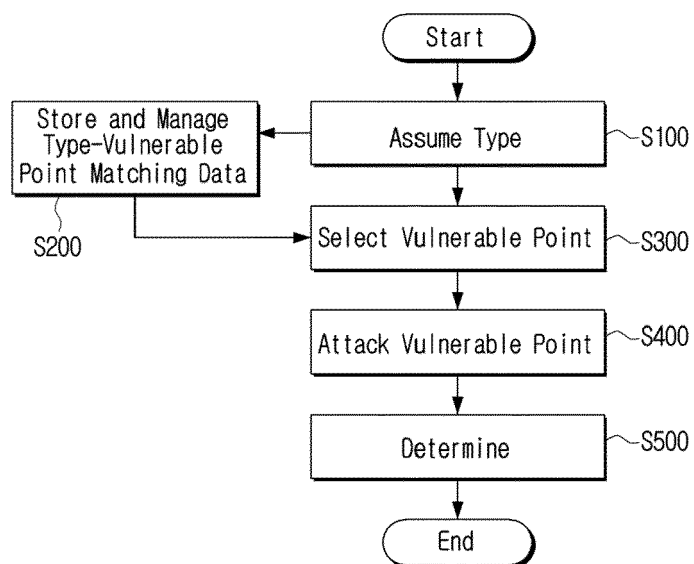 Start
Store and Manage
Type-Vulnerable
Point Matching Data
Assume Type
S100
S200
Select Vulnerable Point
S300
Attack Vulnerable Point
S400
Determine
S500
End